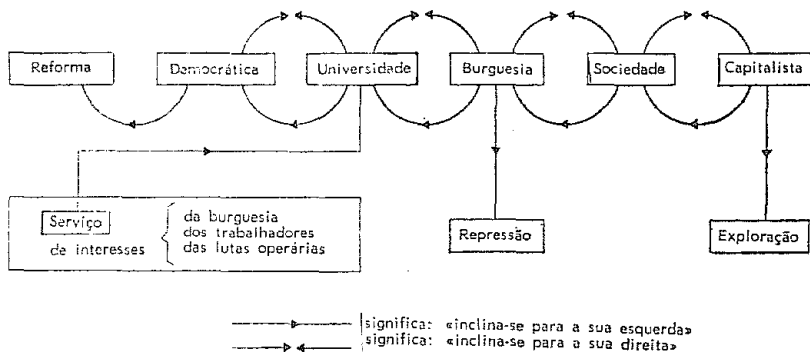 Reforma
Democrática
Universidade
Burguesia
Sociedade
Capitalista
Serviço
de interesses
da burguesia
dos trabalhadores
das lutas operárias
Repressão
Exploração
significa: «inclina-se para a sua esquerda»
significa: «inclina-se para a sua direita»